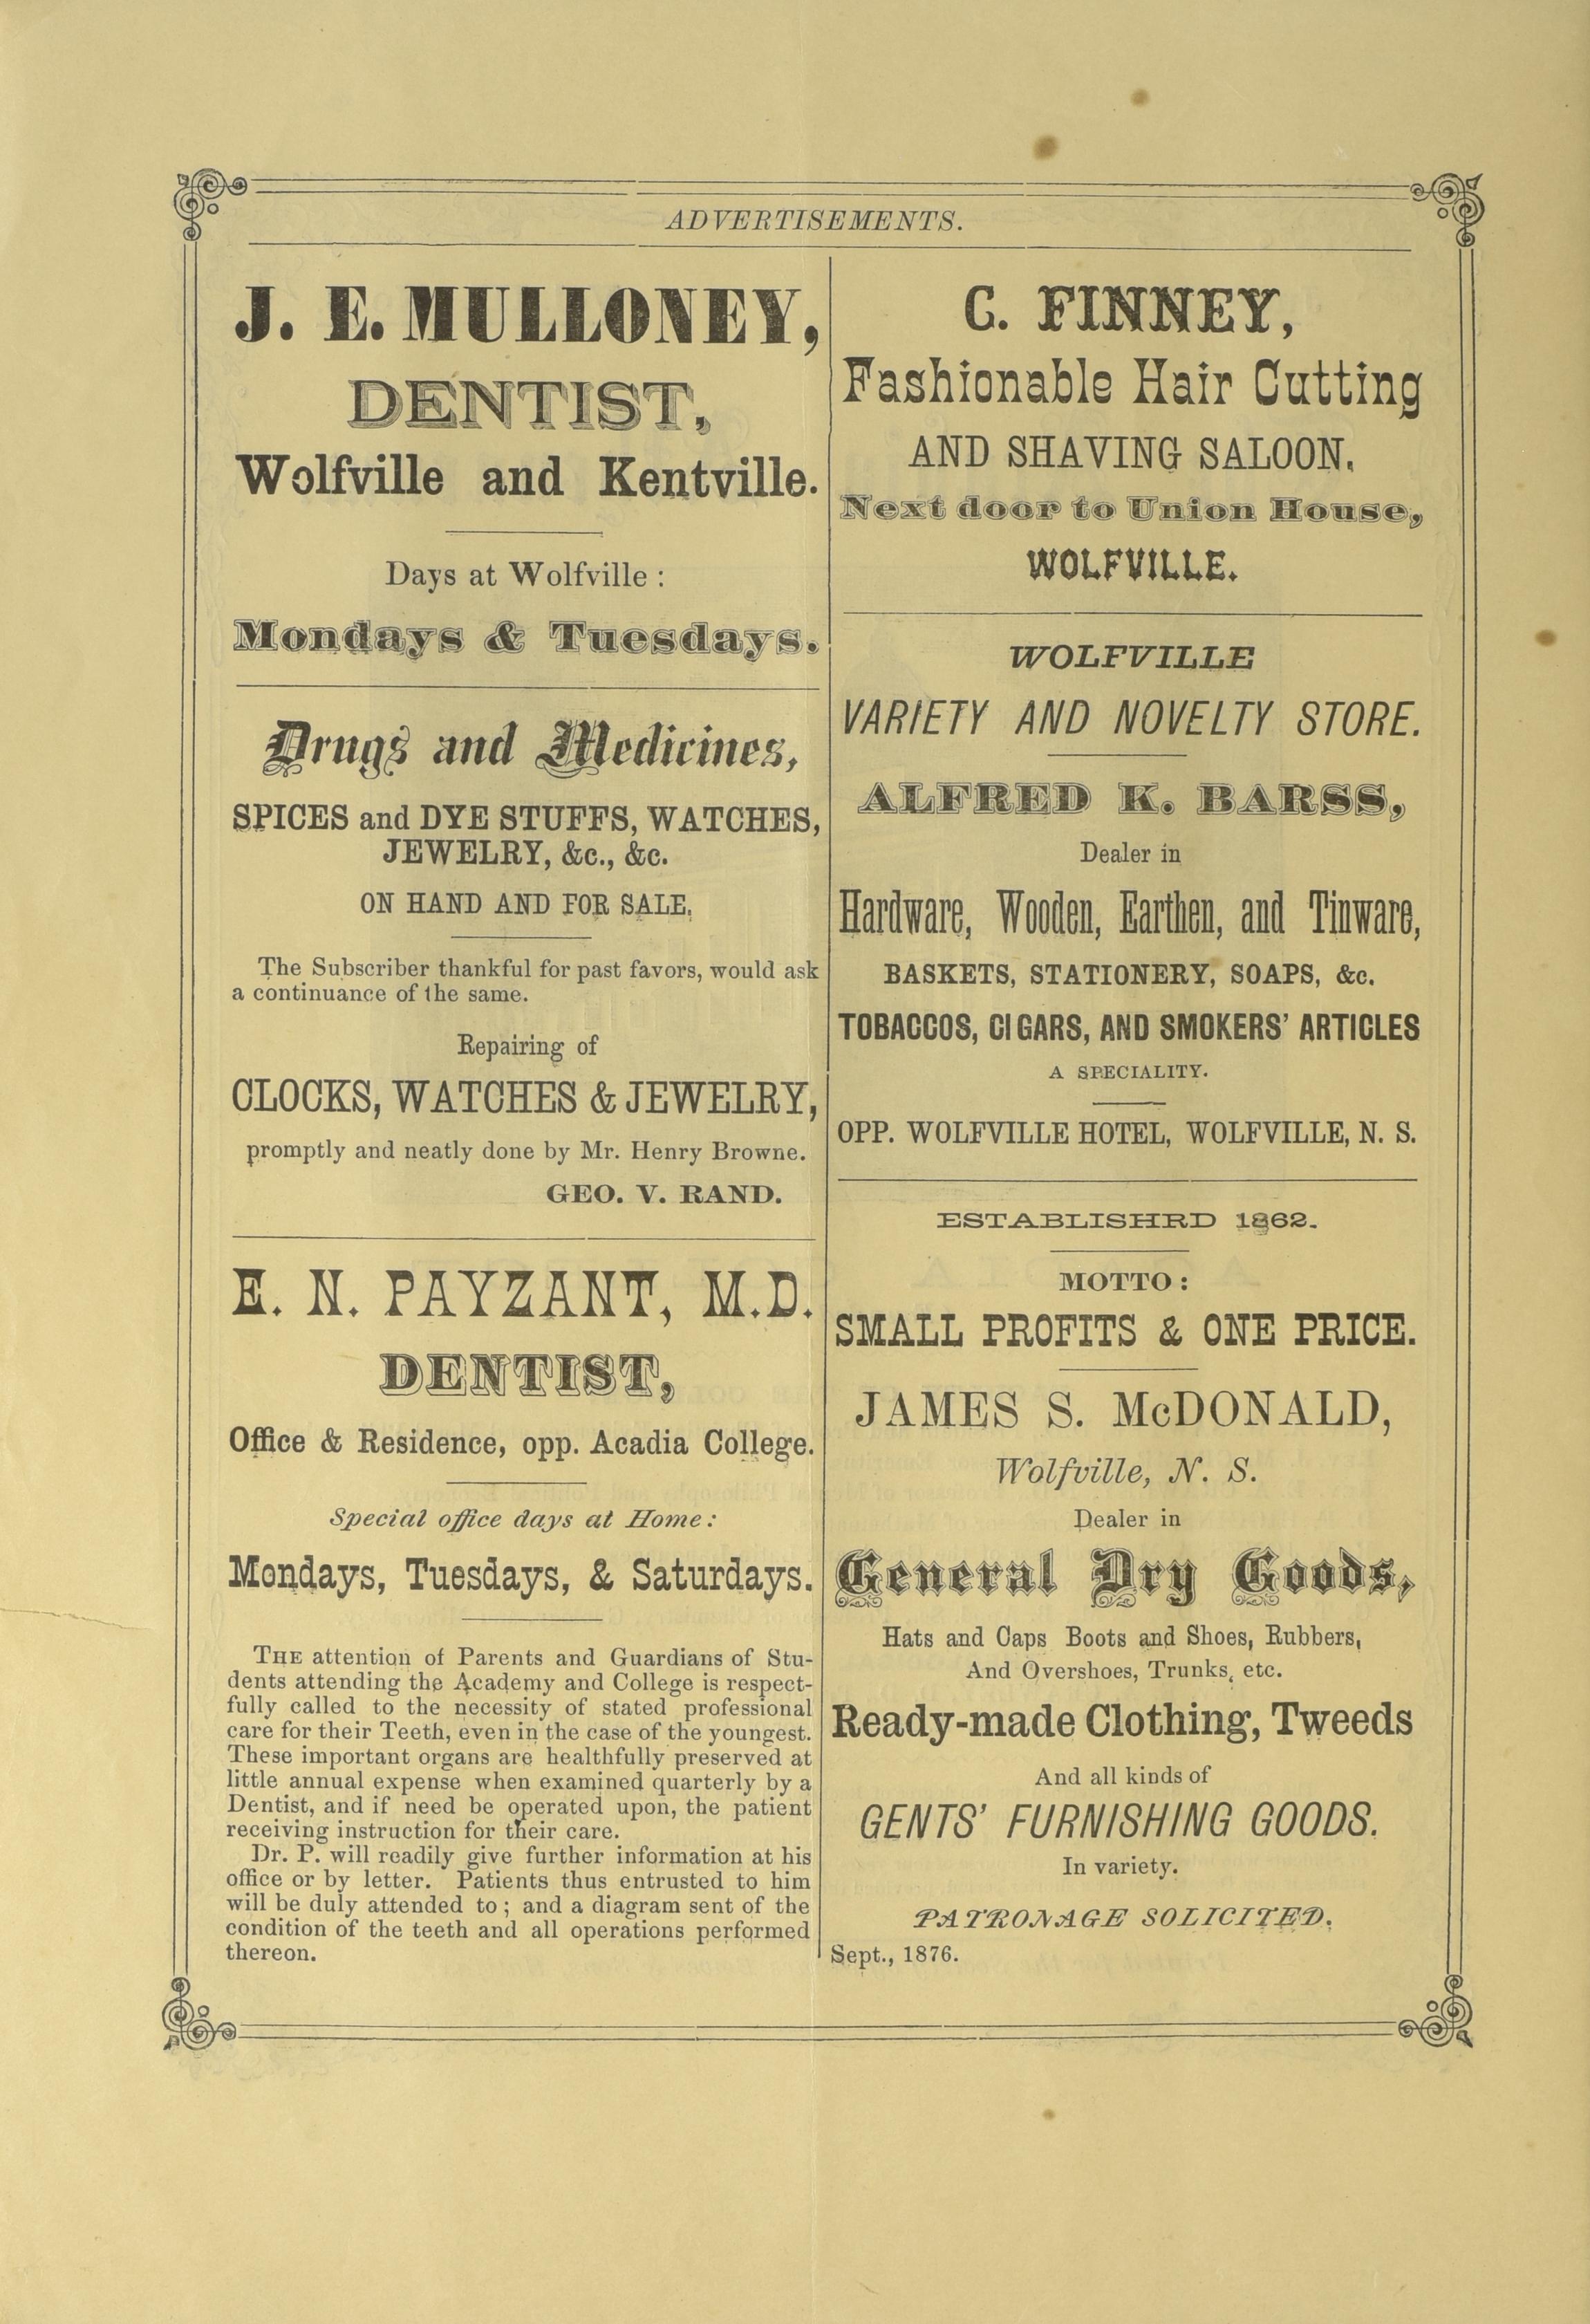 ADVERTISEMENTS.
J. E. MULLONEY,
DENTIST,
Wolfville and Kentville.
Days at Wolfville :
Mondays & Tuesdays.
Drugs and Medicines,
SPICES and DYE STUFFS, WATCHES,
JEWELRY, &c., &c.
ON HAND AND FOR SALE.
The Subscriber thankful for past favors, would ask
a continuance of the same.
Repairing of
CLOCKS, WATCHES & JEWELRY,
promptly and neatly done by Mr. Henry Browne.
GEO. V. RAND.
E. N. PAYZANT, M.D.
DENTIST,
Office & Residence, opp. Acadia College.
Special office days at Home :
Mondays, Tuesdays, & Saturdays.
THE attention of Parents and Guardians of Stu-
dents attending the Academy and College is respect-
fully called to the necessity of stated professional
care for their Teeth, even in the case of the youngest.
These important organs are healthfully preserved at
little annual expense when examined quarterly by a
Dentist, and if need be operated upon, the patient
receiving instruction for their care.
Dr. P. will readily give further information at his
office or by letter. Patients thus entrusted to him
will be duly attended to ; and a diagram sent of the
condition of the teeth and all operations performed
thereon.
C. FINNEY,
Fashionable Hair Cutting
AND SHAVING SALOON,
Next door to Union House,
WOLFVILLE.
WOLFVILLE
VARIETY AND NOVELTY STORE.
ALFRED K. BARSS,
Dealer in
Hardware, Wooden, Earthen, and Tinware,
BASKETS, STATIONERY, SOAPS, &c.
TOBACCOS, CIGARS, AND SMOKERS' ARTICLES
A SPECIALITY.
OPP. WOLFVILLE HOTEL, WOLFVILLE, N. S.
ESTABLISHRD 1862.
MOTTO :
SMALL PROFITS & ONE PRICE.
JAMES S. McDONALD,
Wolfville, N. S.
Dealer in
General Dry Goods,
Hats and Caps Boots and Shoes, Rubbers,
And Overshoes, Trunks, etc.
Ready-made Clothing, Tweeds
And all kinds of
GENTS' FURNISHING GOODS.
In variety.
PATRONAGE SOLICITED.
Sept., 1876.